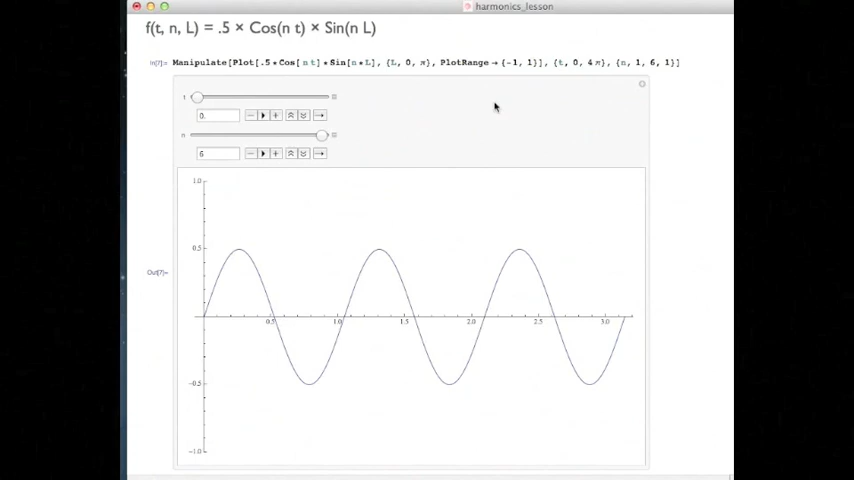 harmonics_lesson
f(t, n, L) = .5 × Cos(n t) × Sin(n L)
In[7]:= Manipulate[Plot[.5*Cos[n t]*Sin[n*L], {L, 0, π}, PlotRange→{-1, 1}], {t, 0, 4 π}, {n, 1, 6, 1}]
t
0.
n
6
1.0
0.5
Out[7]=
0.5 1.0 1.5 2.0 2.5 3.0
-0.5
-1.0